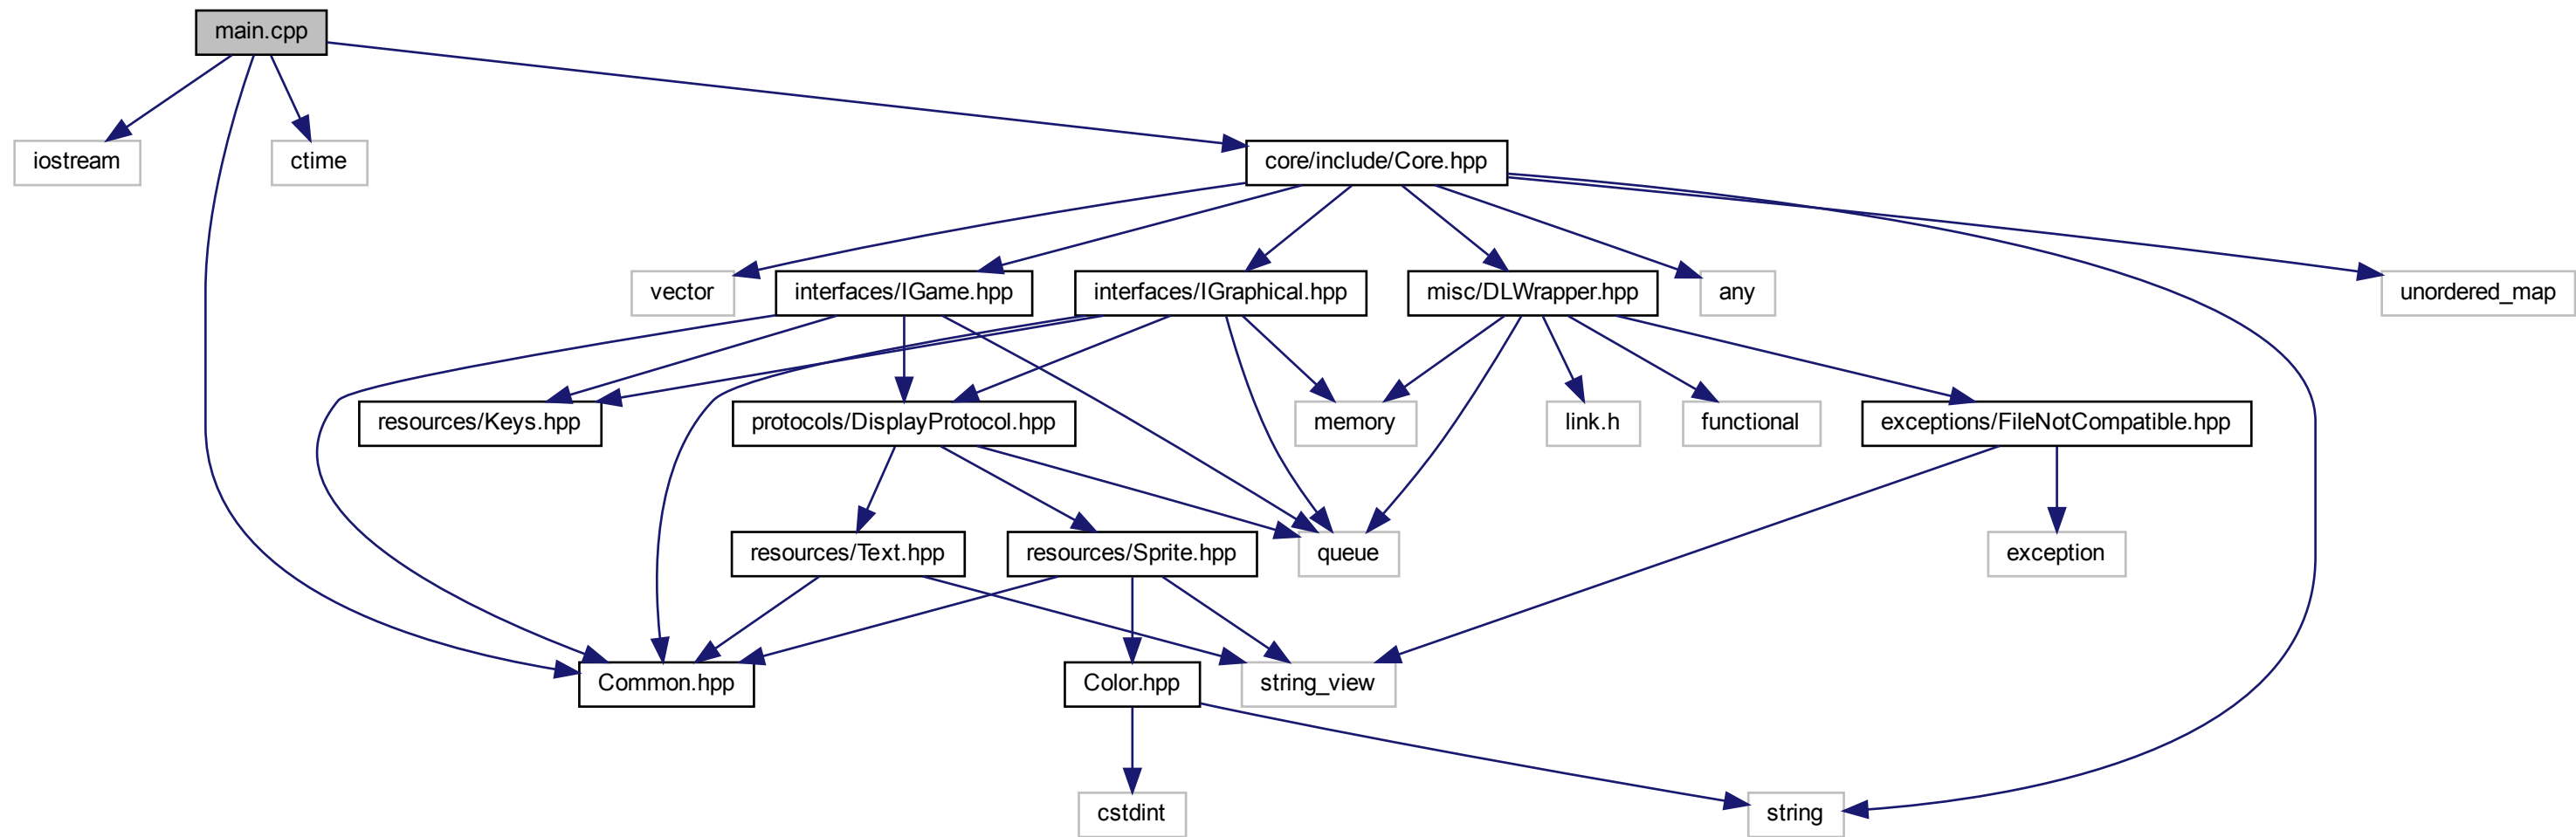 main.cpp
iostream
ctime
core/include/Core.hpp
vector
interfaces/IGame.hpp
interfaces/IGraphical.hpp
misc/DLWrapper.hpp
any
unordered_map
resources/Keys.hpp
protocols/DisplayProtocol.hpp
memory
link.h
functional
exceptions/FileNotCompatible.hpp
resources/Text.hpp
resources/Sprite.hpp
queue
exception
Common.hpp
Color.hpp
string_view
cstdint
string